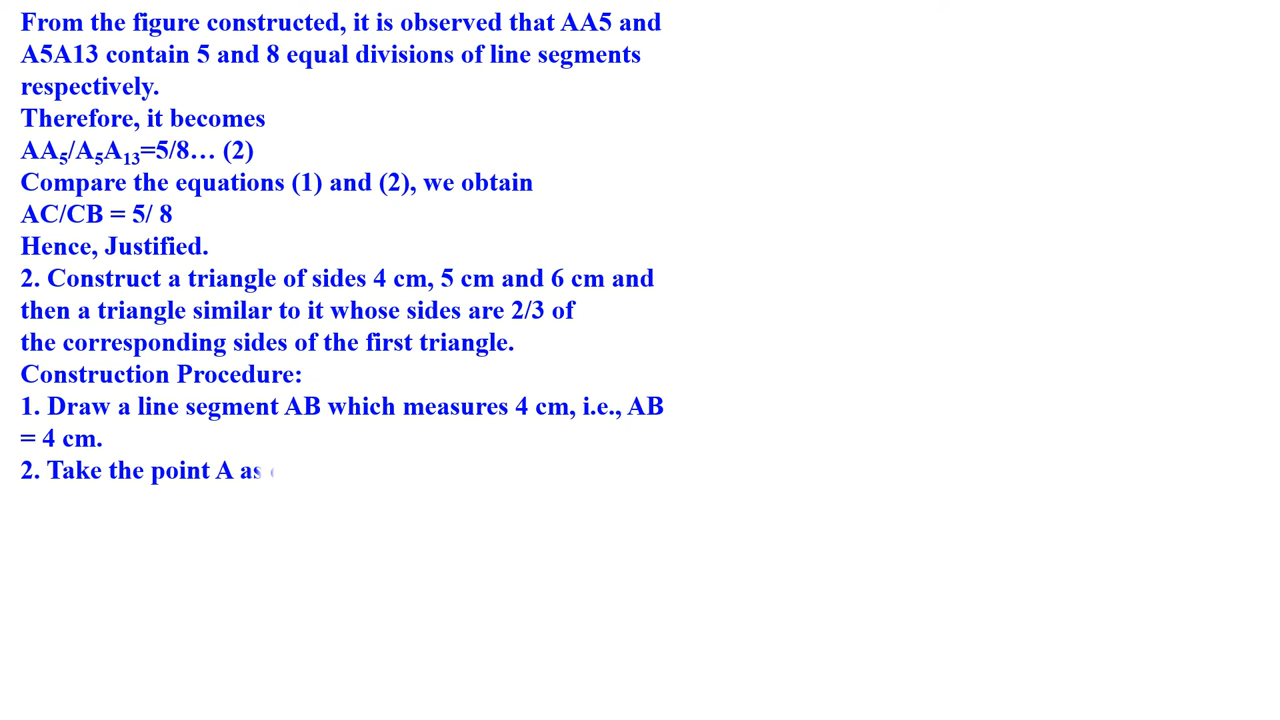 From the figure constructed, it is observed that AA5 and
A5A13 contain 5 and 8 equal divisions of line segments
respectively.
Therefore, it becomes
AA₅/A₅A₁₃=5/8… (2)
Compare the equations (1) and (2), we obtain
AC/CB = 5/ 8
Hence, Justified.
2. Construct a triangle of sides 4 cm, 5 cm and 6 cm and
then a triangle similar to it whose sides are 2/3 of
the corresponding sides of the first triangle.
Construction Procedure:
1. Draw a line segment AB which measures 4 cm, i.e., AB
= 4 cm.
2. Take the point A as